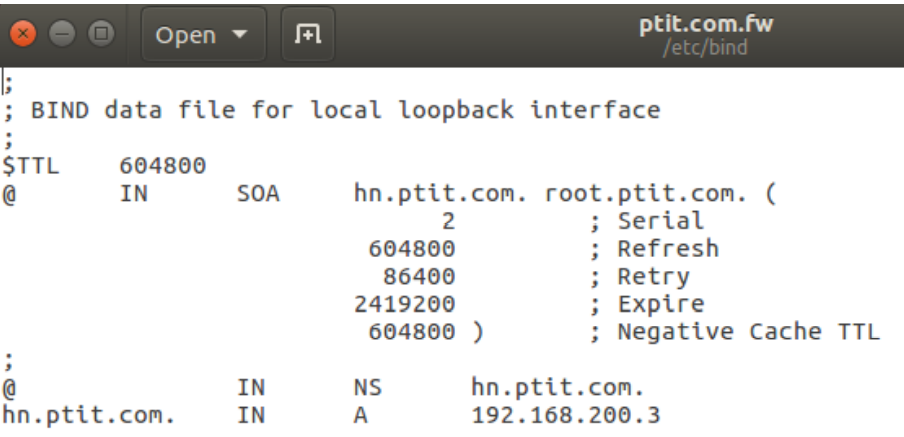 Open
ptit.com.fw
/etc/bind
;
; BIND data file for local loopback interface
;
$TTL    604800
@       IN      SOA     hn.ptit.com. root.ptit.com. (
                              2         ; Serial
                         604800         ; Refresh
                          86400         ; Retry
                        2419200         ; Expire
                         604800 )       ; Negative Cache TTL
;
@               IN      NS      hn.ptit.com.
hn.ptit.com.    IN      A       192.168.200.3